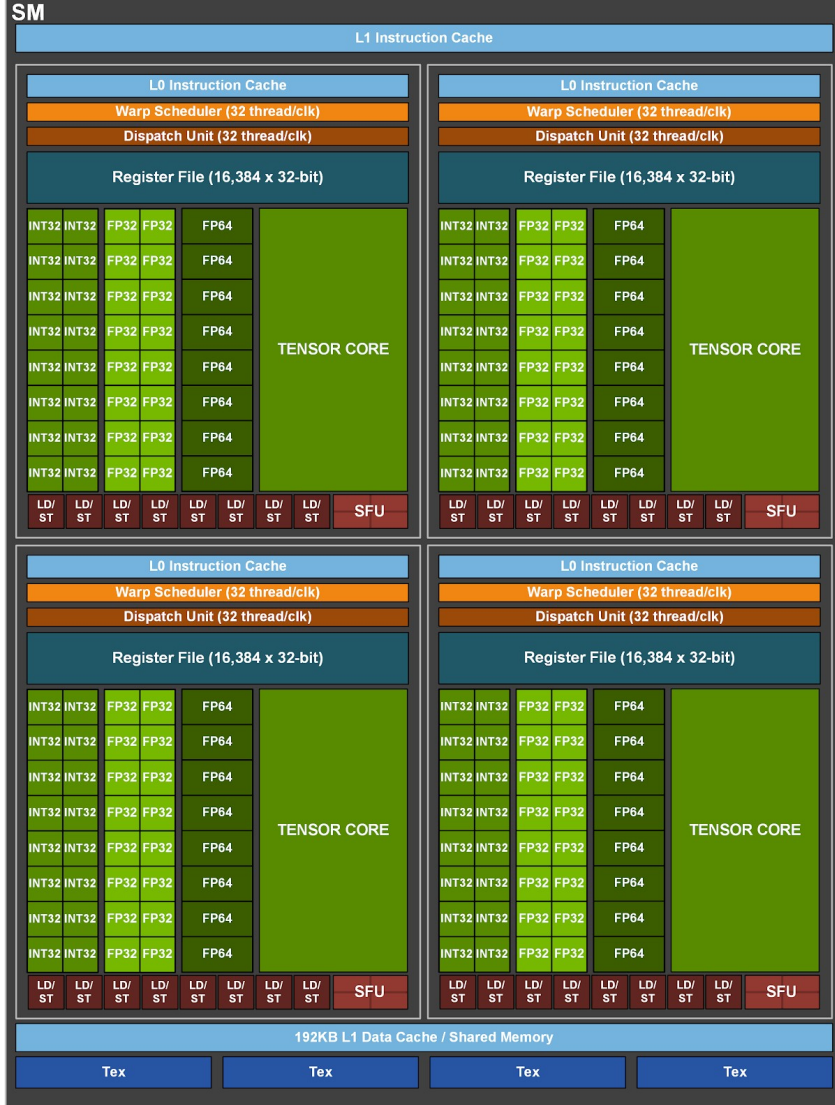 SM
L1 Instruction Cache
L0 Instruction Cache
Warp Scheduler (32 thread/clk)
Dispatch Unit (32 thread/clk)
Register File (16,384 x 32-bit)
INT32 INT32 FP32 FP32 FP64
INT32 INT32 FP32 FP32 FP64
INT32 INT32 FP32 FP32 FP64
INT32 INT32 FP32 FP32 FP64
TENSOR CORE
INT32 INT32 FP32 FP32 FP64
INT32 INT32 FP32 FP32 FP64
INT32 INT32 FP32 FP32 FP64
INT32 INT32 FP32 FP32 FP64
LD/ LD/ LD/ LD/ LD/ LD/ LD/ LD/
ST ST ST ST ST ST ST ST
SFU
L0 Instruction Cache
Warp Scheduler (32 thread/clk)
Dispatch Unit (32 thread/clk)
Register File (16,384 x 32-bit)
INT32 INT32 FP32 FP32 FP64
INT32 INT32 FP32 FP32 FP64
INT32 INT32 FP32 FP32 FP64
INT32 INT32 FP32 FP32 FP64
TENSOR CORE
INT32 INT32 FP32 FP32 FP64
INT32 INT32 FP32 FP32 FP64
INT32 INT32 FP32 FP32 FP64
INT32 INT32 FP32 FP32 FP64
LD/ LD/ LD/ LD/ LD/ LD/ LD/ LD/
ST ST ST ST ST ST ST ST
SFU
L0 Instruction Cache
Warp Scheduler (32 thread/clk)
Dispatch Unit (32 thread/clk)
Register File (16,384 x 32-bit)
INT32 INT32 FP32 FP32 FP64
INT32 INT32 FP32 FP32 FP64
INT32 INT32 FP32 FP32 FP64
INT32 INT32 FP32 FP32 FP64
TENSOR CORE
INT32 INT32 FP32 FP32 FP64
INT32 INT32 FP32 FP32 FP64
INT32 INT32 FP32 FP32 FP64
INT32 INT32 FP32 FP32 FP64
LD/ LD/ LD/ LD/ LD/ LD/ LD/ LD/
ST ST ST ST ST ST ST ST
SFU
L0 Instruction Cache
Warp Scheduler (32 thread/clk)
Dispatch Unit (32 thread/clk)
Register File (16,384 x 32-bit)
INT32 INT32 FP32 FP32 FP64
INT32 INT32 FP32 FP32 FP64
INT32 INT32 FP32 FP32 FP64
INT32 INT32 FP32 FP32 FP64
TENSOR CORE
INT32 INT32 FP32 FP32 FP64
INT32 INT32 FP32 FP32 FP64
INT32 INT32 FP32 FP32 FP64
INT32 INT32 FP32 FP32 FP64
LD/ LD/ LD/ LD/ LD/ LD/ LD/ LD/
ST ST ST ST ST ST ST ST
SFU
192KB L1 Data Cache / Shared Memory
Tex Tex Tex Tex